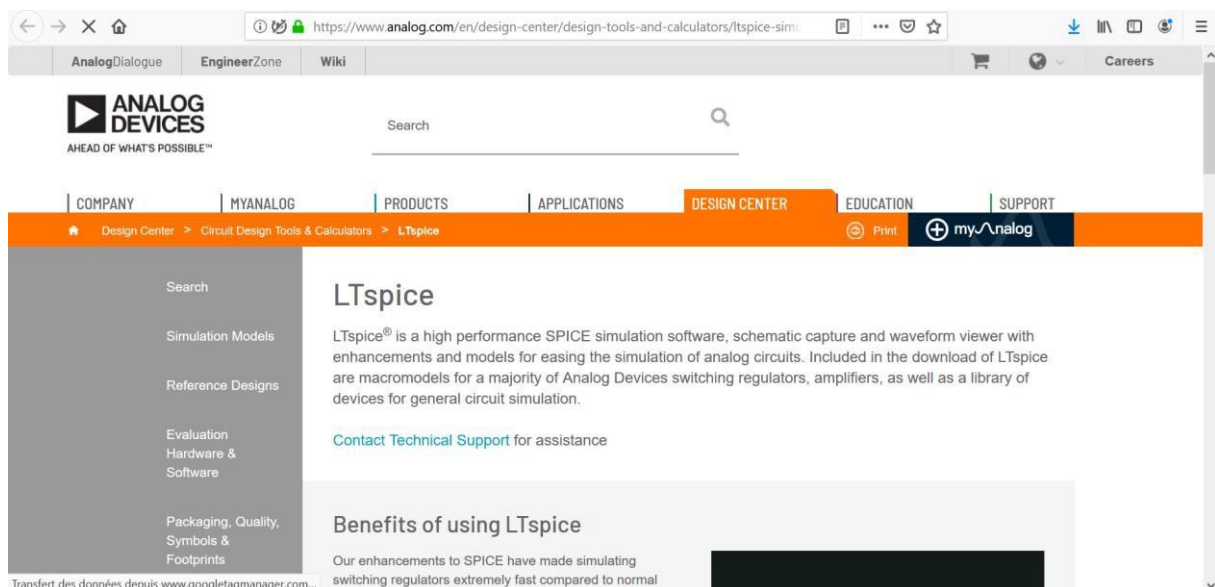 https://www.analog.com/en/design-center/design-tools-and-calculators/ltspice-simu
AnalogDialogue EngineerZone Wiki Careers
ANALOG
DEVICES
AHEAD OF WHAT'S POSSIBLE™
Search
COMPANY MYANALOG PRODUCTS APPLICATIONS DESIGN CENTER EDUCATION SUPPORT
Design Center > Circuit Design Tools & Calculators > LTspice Print myAnalog
Search
Simulation Models
Reference Designs
Evaluation
Hardware &
Software
Packaging, Quality,
Symbols &
Footprints
LTspice
LTspice® is a high performance SPICE simulation software, schematic capture and waveform viewer with
enhancements and models for easing the simulation of analog circuits. Included in the download of LTspice
are macromodels for a majority of Analog Devices switching regulators, amplifiers, as well as a library of
devices for general circuit simulation.
Contact Technical Support for assistance
Benefits of using LTspice
Our enhancements to SPICE have made simulating
switching regulators extremely fast compared to normal
Transfert des données depuis www.googletagmanager.com...